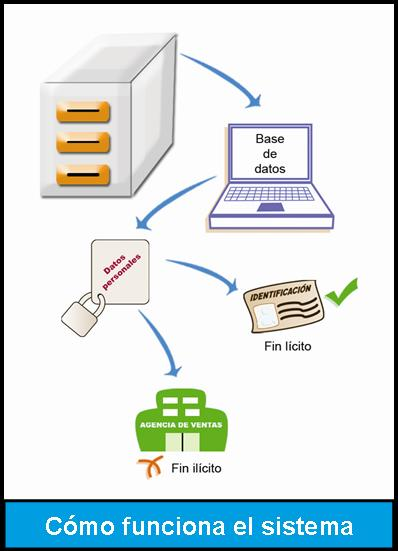 Base
de
datos
Datos
personales
IDENTIFICACIÓN
Fin lícito
AGENCIA DE VENTAS
Fin ilícito
Cómo funciona el sistema